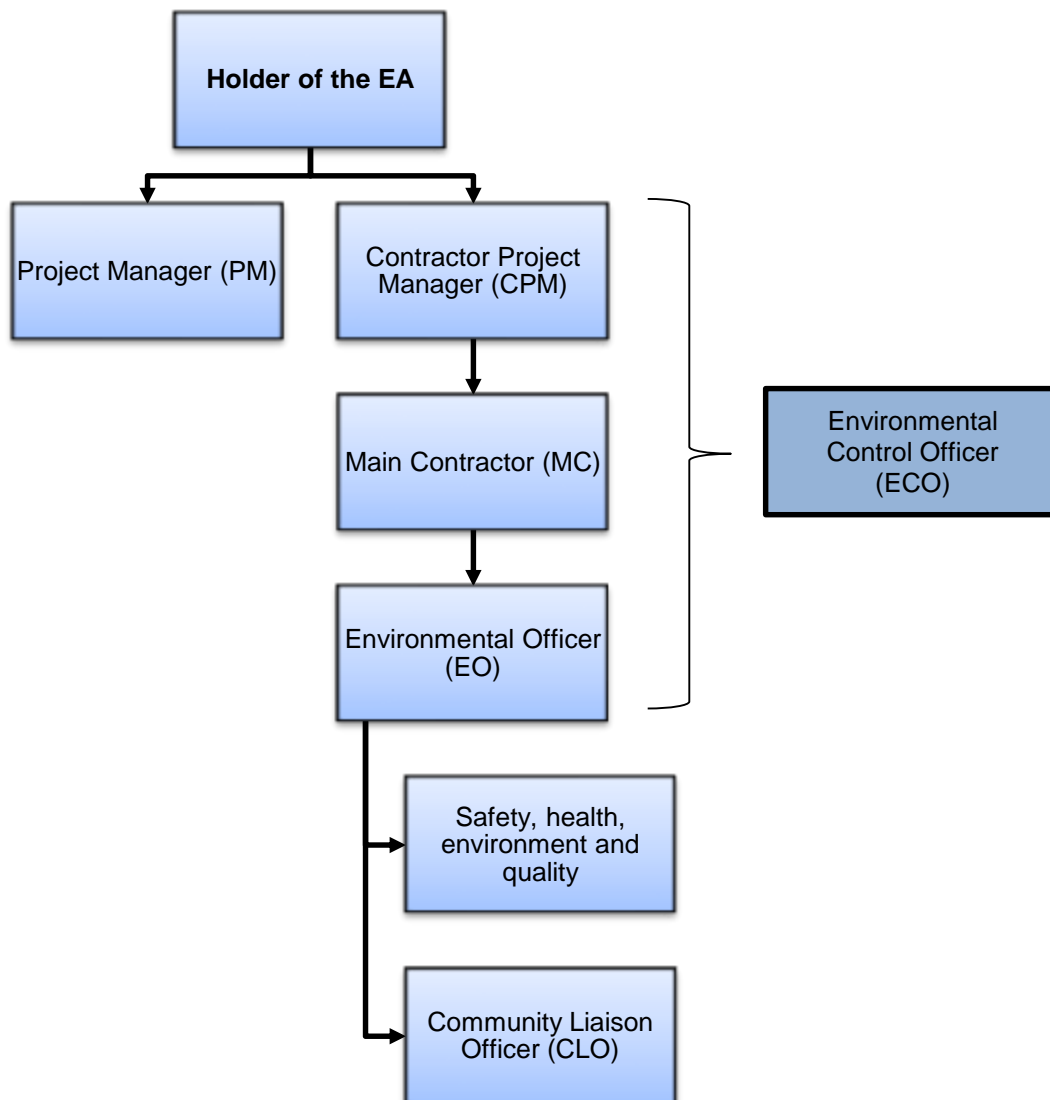 Holder of the EA
Project Manager (PM)
Contractor Project
Manager (CPM)
Main Contractor (MC)
Environmental
Control Officer
(ECO)
Environmental Officer
(EO)
Safety, health,
environment and
quality
Community Liaison
Officer (CLO)